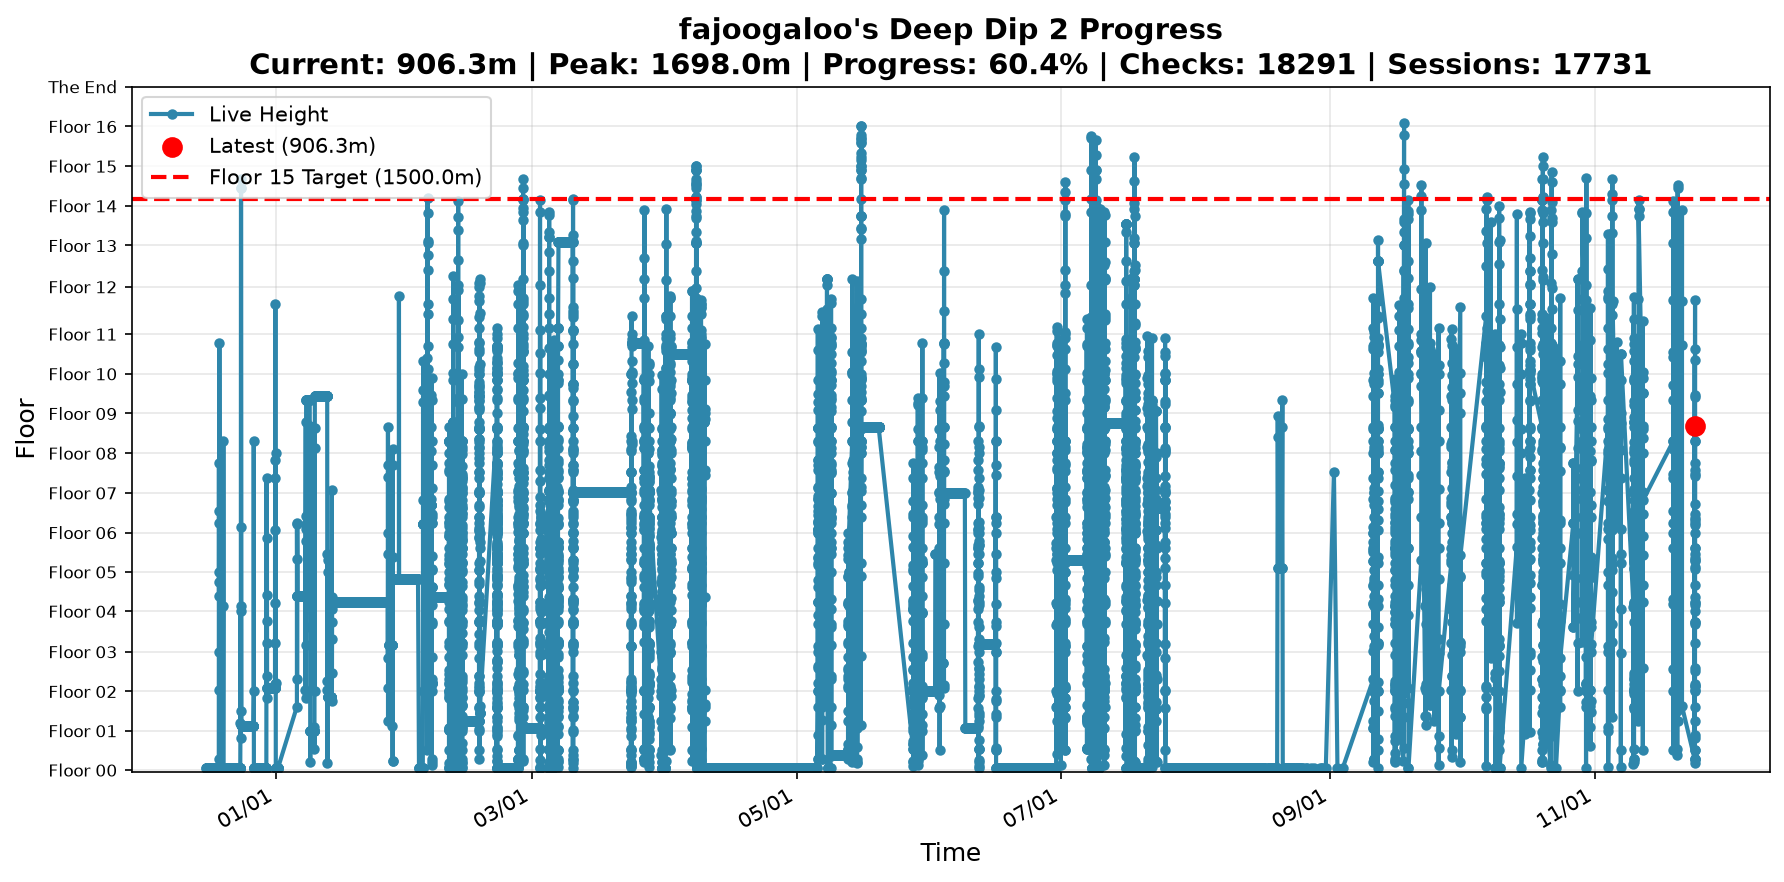 fajoogaloo's Deep Dip 2 Progress
Current: 906.3m | Peak: 1698.0m | Progress: 60.4% | Checks: 18291 | Sessions: 17731
Live Height
Latest (906.3m)
Floor 15 Target (1500.0m)
The End
Floor 16
Floor 15
Floor 14
Floor 13
Floor 12
Floor 11
Floor 10
Floor 09
Floor 08
Floor 07
Floor 06
Floor 05
Floor 04
Floor 03
Floor 02
Floor 01
Floor 00
Floor
01/01
03/01
05/01
07/01
09/01
11/01
Time